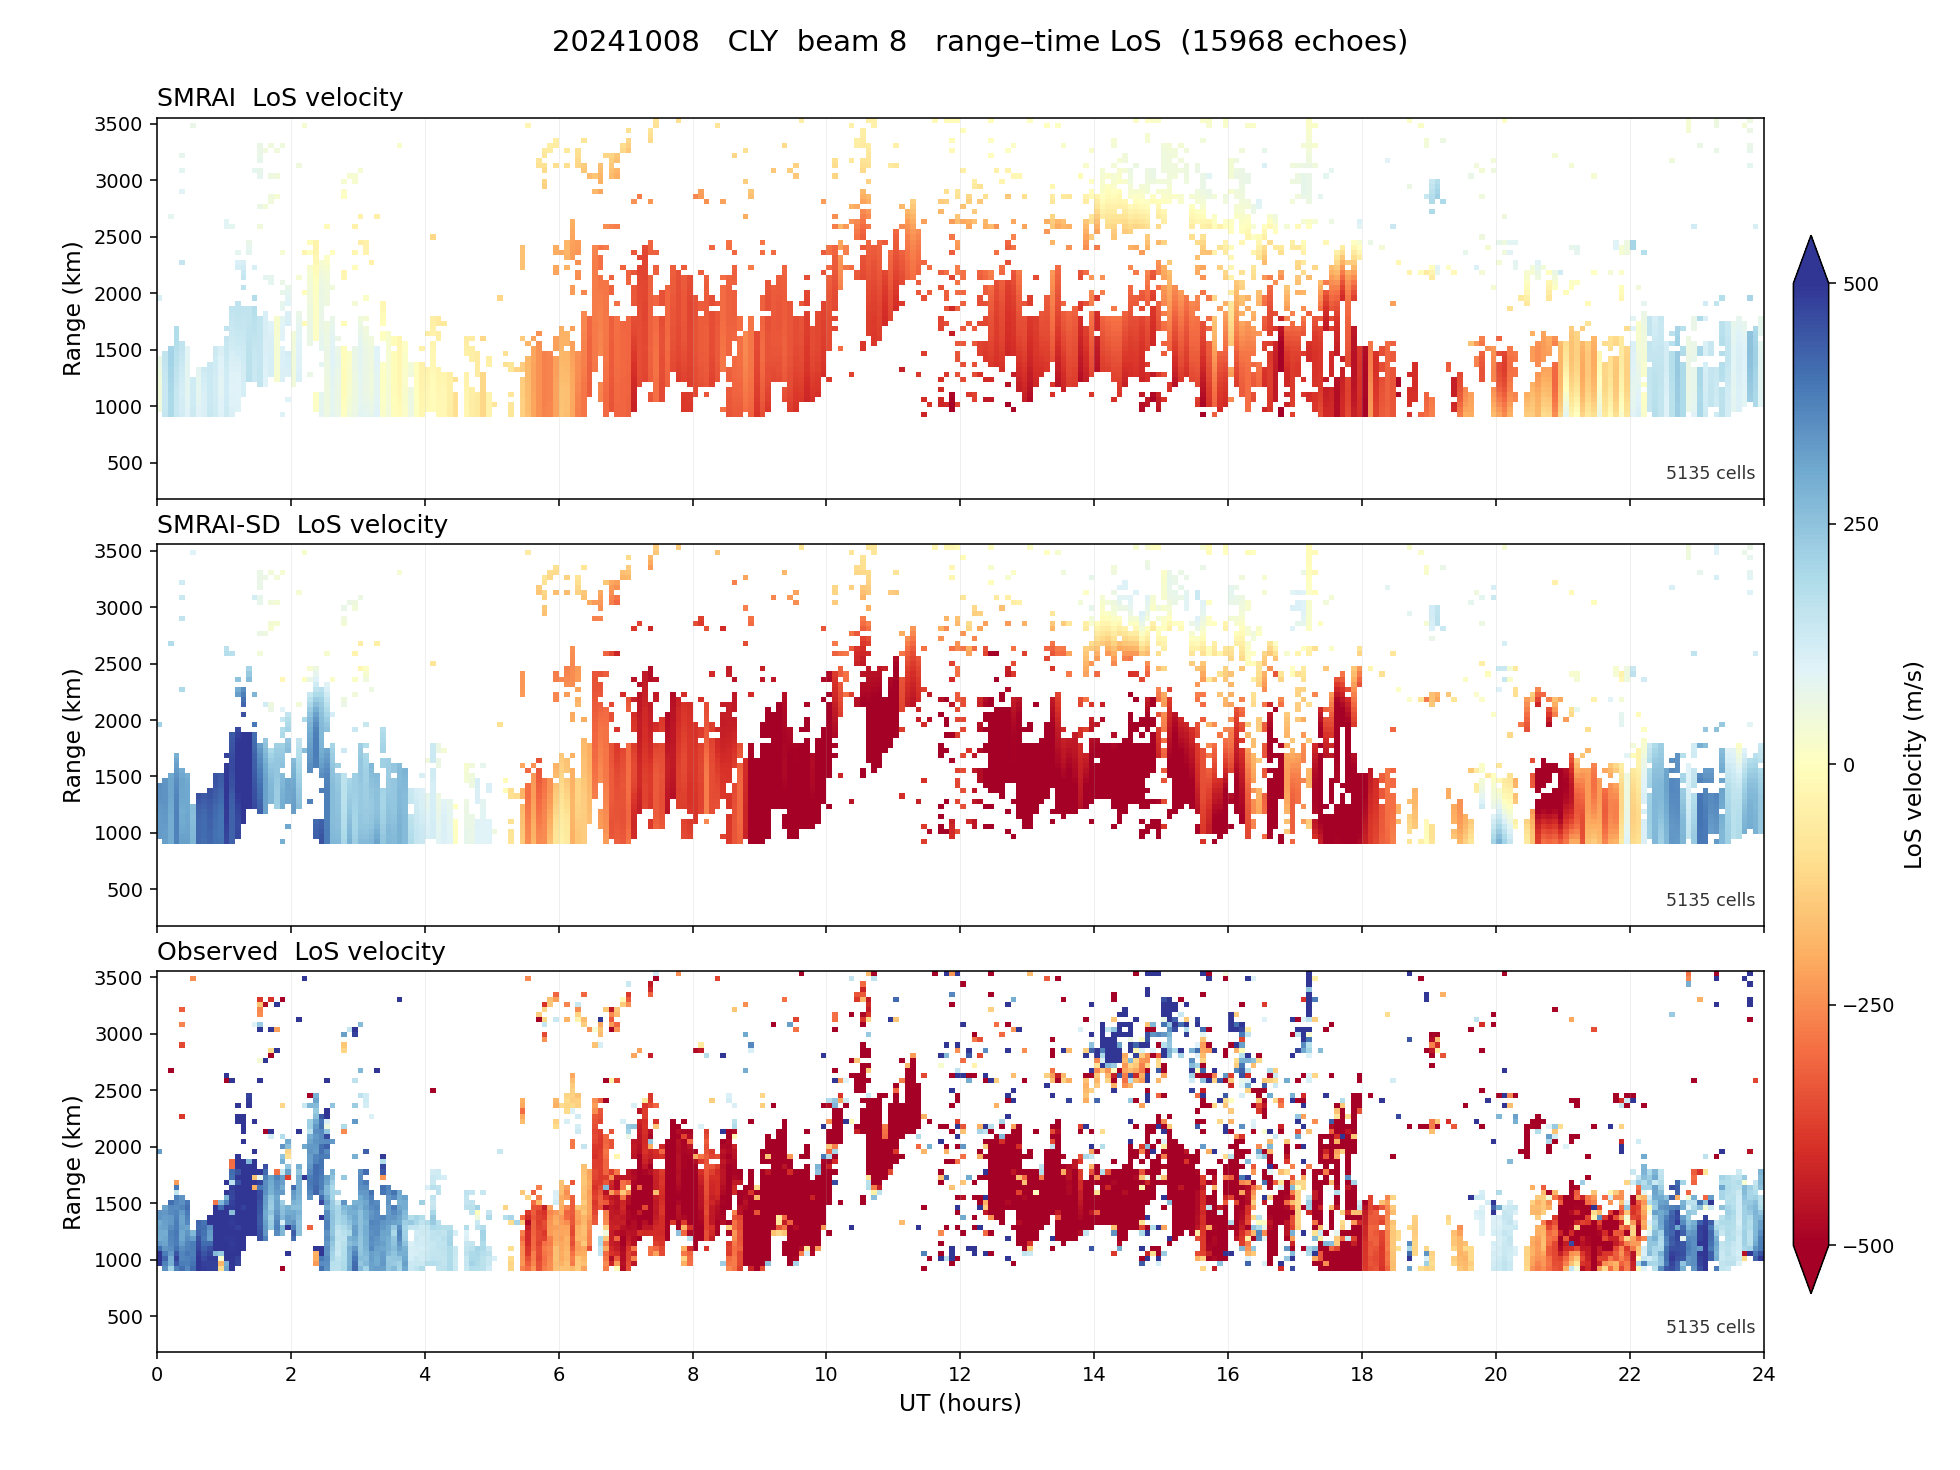 20241008 CLY beam 8 range–time LoS (15968 echoes)
SMRAI LoS velocity
3500
3000
2500
2000
1500
1000
500
Range (km)
5135 cells
SMRAI-SD LoS velocity
3500
3000
2500
2000
1500
1000
500
Range (km)
5135 cells
Observed LoS velocity
3500
3000
2500
2000
1500
1000
500
Range (km)
5135 cells
0 2 4 6 8 10 12 14 16 18 20 22 24
UT (hours)
500
250
0
−250
−500
LoS velocity (m/s)